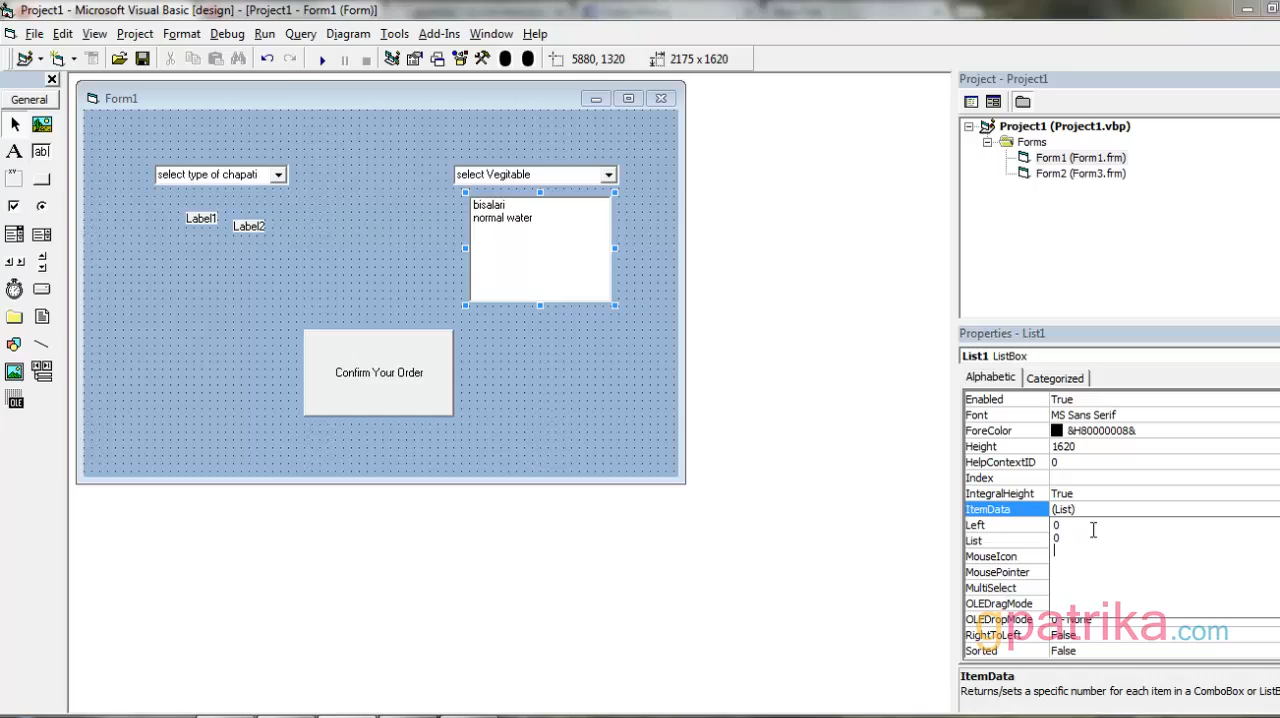 Project1 - Microsoft Visual Basic [design] - [Project1 - Form1 (Form)]
File Edit View Project Format Debug Run Query Diagram Tools Add-Ins Window Help
5880, 1320 2175 x 1620
General
Form1
select type of chapati
select Vegitable
Label1
Label2
bisalari
normal water
Confirm Your Order
Project - Project1
Project1 (Project1.vbp)
Forms
Form1 (Form1.frm)
Form2 (Form3.frm)
Properties - List1
List1 ListBox
Alphabetic Categorized
Enabled True
Font MS Sans Serif
ForeColor &H80000008&
Height 1620
HelpContextID 0
Index
IntegralHeight True
ItemData (List)
Left 0
List 0
MouseIcon
MousePointer
MultiSelect
OLEDragMode
OLEDropMode 0 - None
RightToLeft False
Sorted False
gpatrika.com
ItemData
Returns/sets a specific number for each item in a ComboBox or